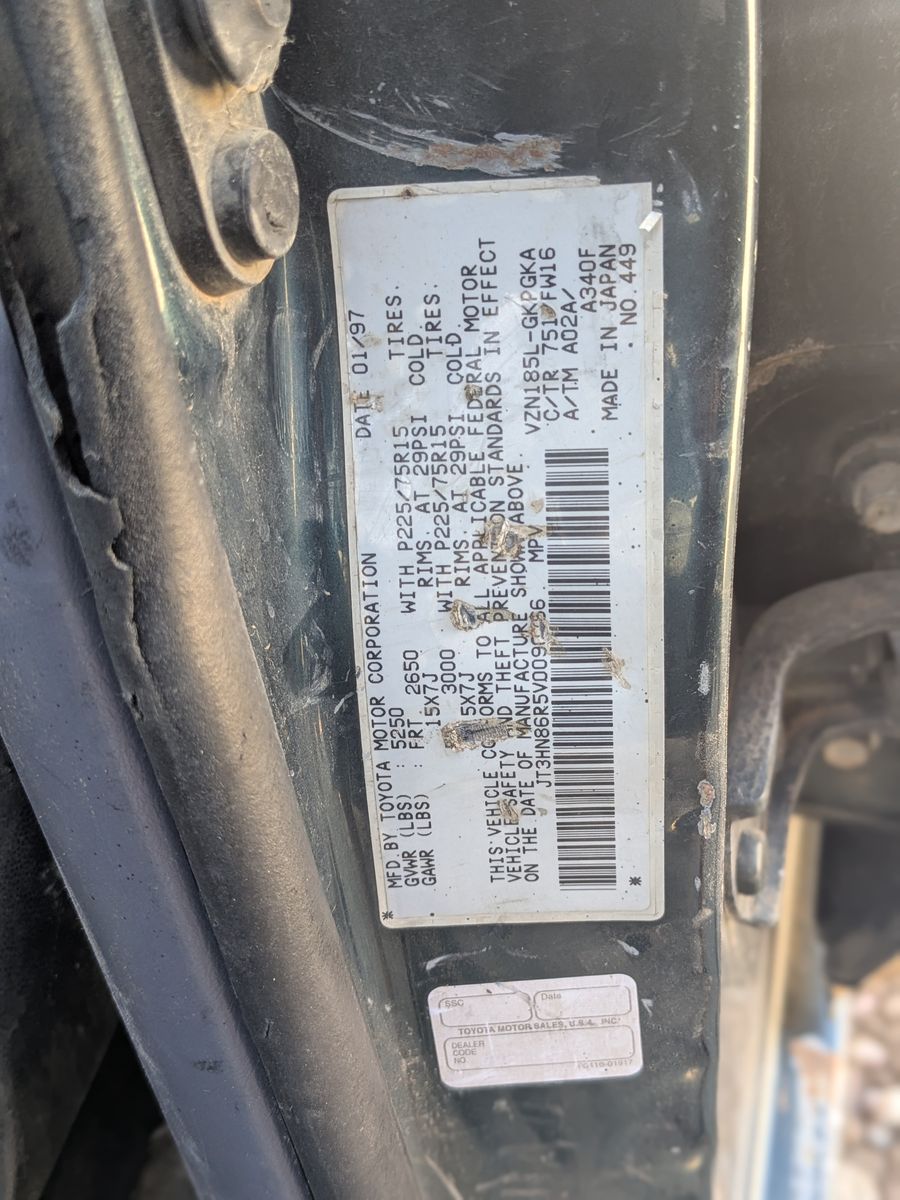 MFD.BY TOYOTA MOTOR CORPORATION DATE 01/97
GVWR (LBS) : 5250
GAWR (LBS) : FRT 2650 WITH P225/75R15 TIRES.
15X7J RIMS. AT 29PSI COLD.
3000 WITH P225/75R15 TIRES.
5X7J RIMS. AT 29PSI COLD.
THIS VEHICLE TO ALL APPLICABLE FEDERAL MOTOR
VEHICLE SAFETY AND THEFT PREVENTION STANDARDS IN EFFECT
ON THE DATE OF MANUFACTURE SHOWN ABOVE.
MPV
VZN185L-GKPGKA
C/TR 751 FW16
A/TM A02A/
A340F
MADE IN JAPAN
* NO.449
SSC Date
TOYOTA MOTOR SALES, U.S.A., INC.
DEALER
CODE
NO.